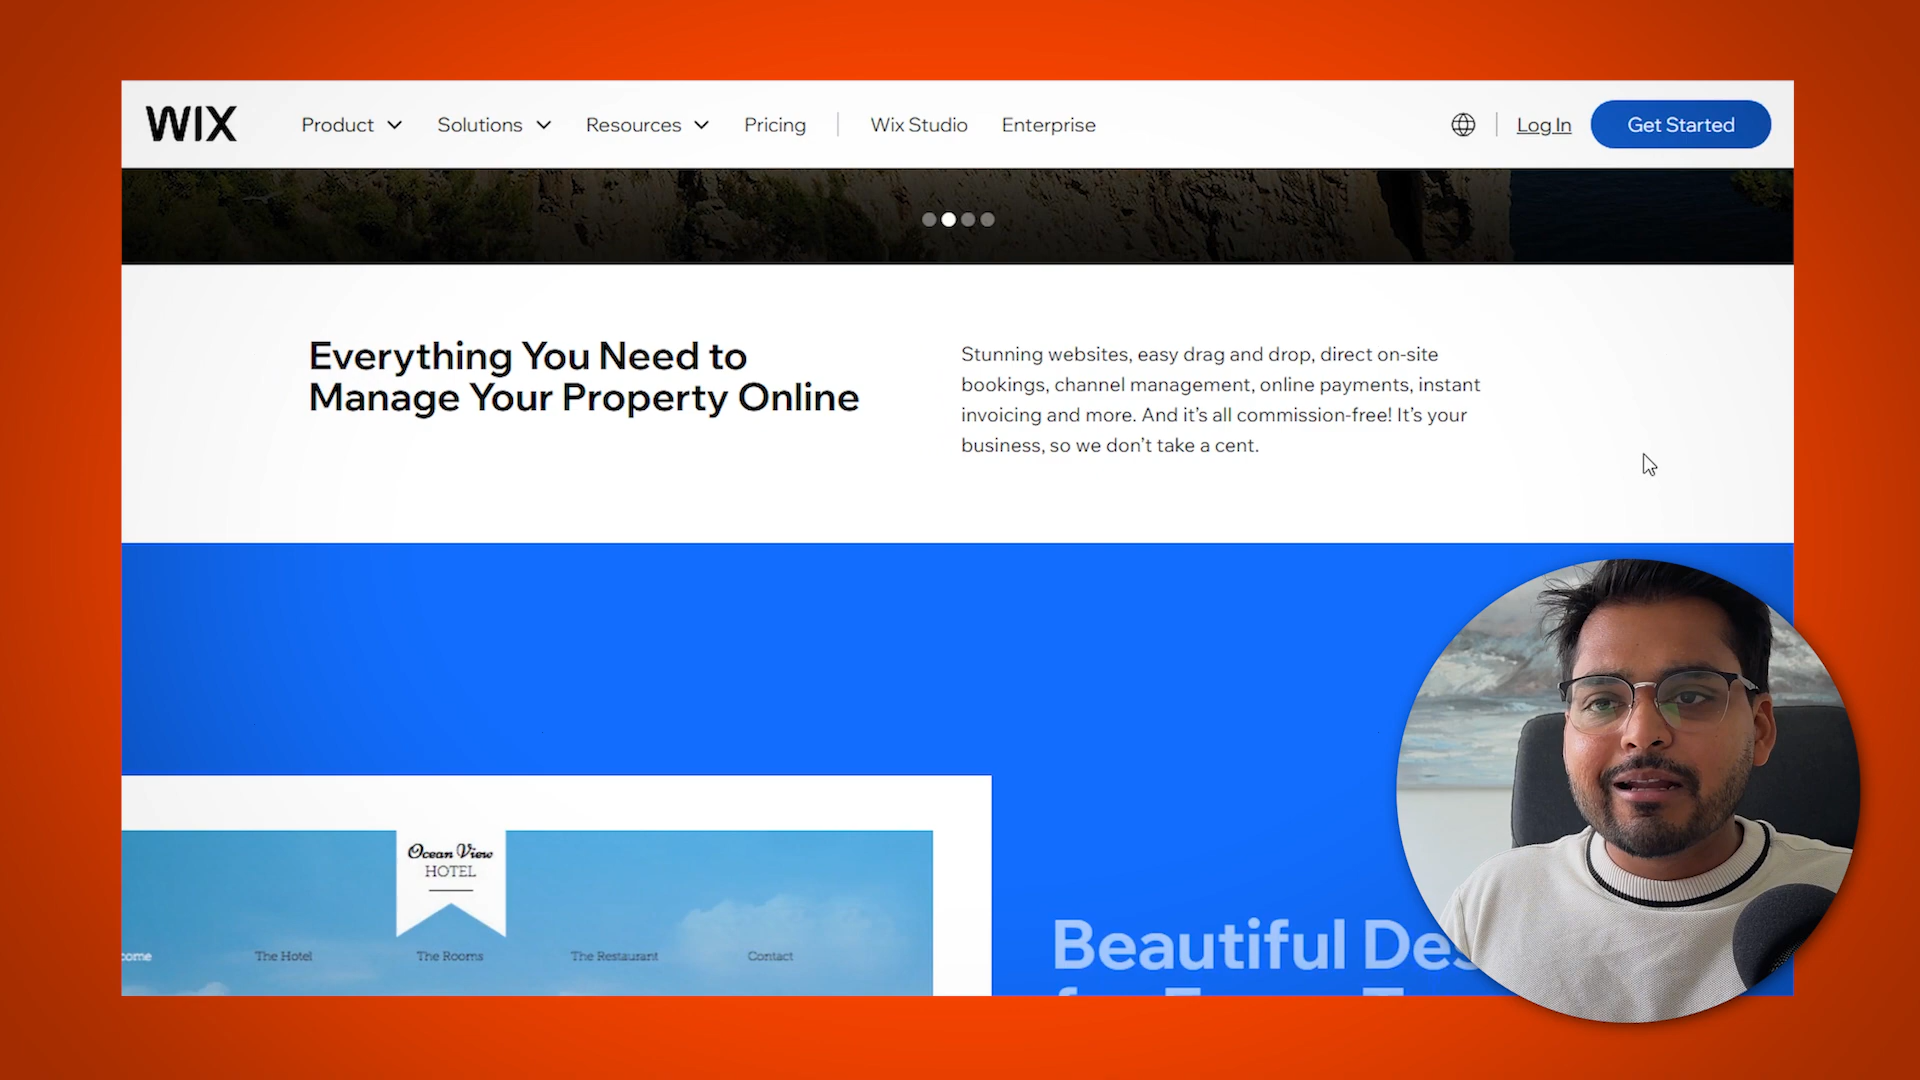 WIX
Product
Solutions
Resources
Pricing
Wix Studio
Enterprise
Log In
Get Started
Everything You Need to
Manage Your Property Online
Stunning websites, easy drag and drop, direct on-site
bookings, channel management, online payments, instant
invoicing and more. And it's all commission-free! It's your
business, so we don't take a cent.
Ocean View
HOTEL
The Hotel
The Rooms
The Restaurant
Contact
Beautiful